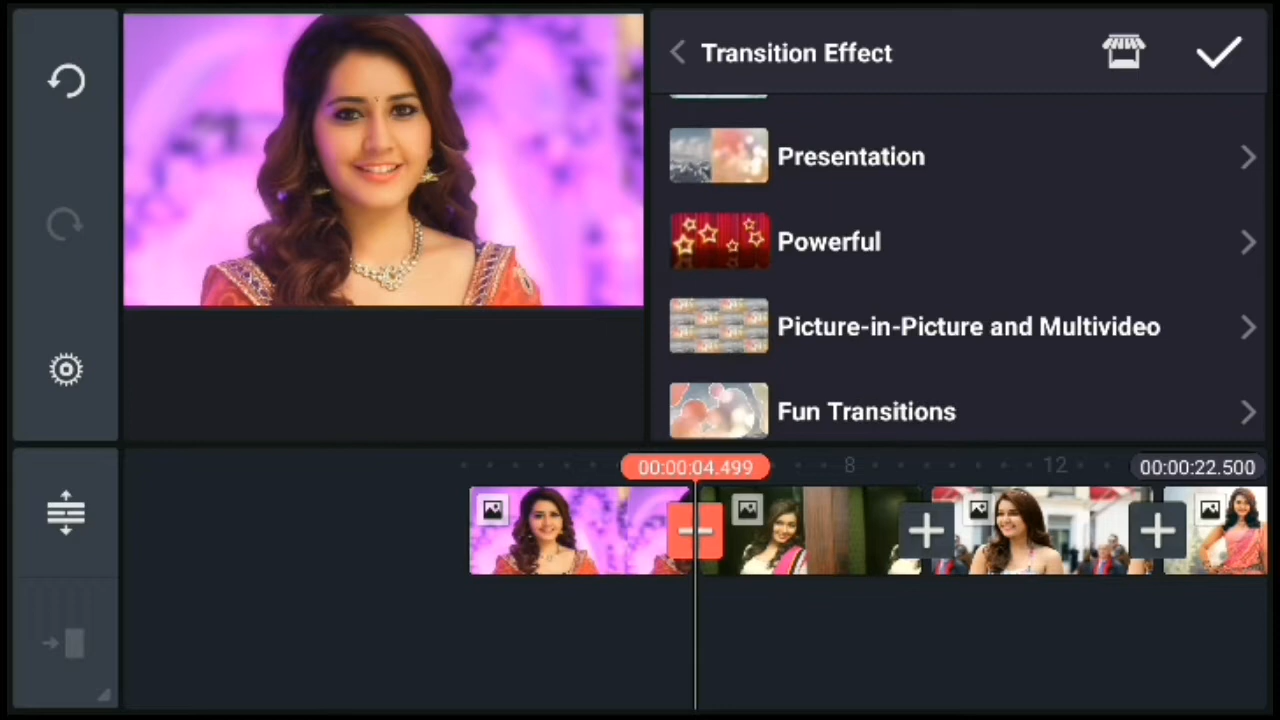 Transition Effect
Presentation
Powerful
Picture-in-Picture and Multivideo
Fun Transitions
00:00:04.499
8
12
00:00:22.500